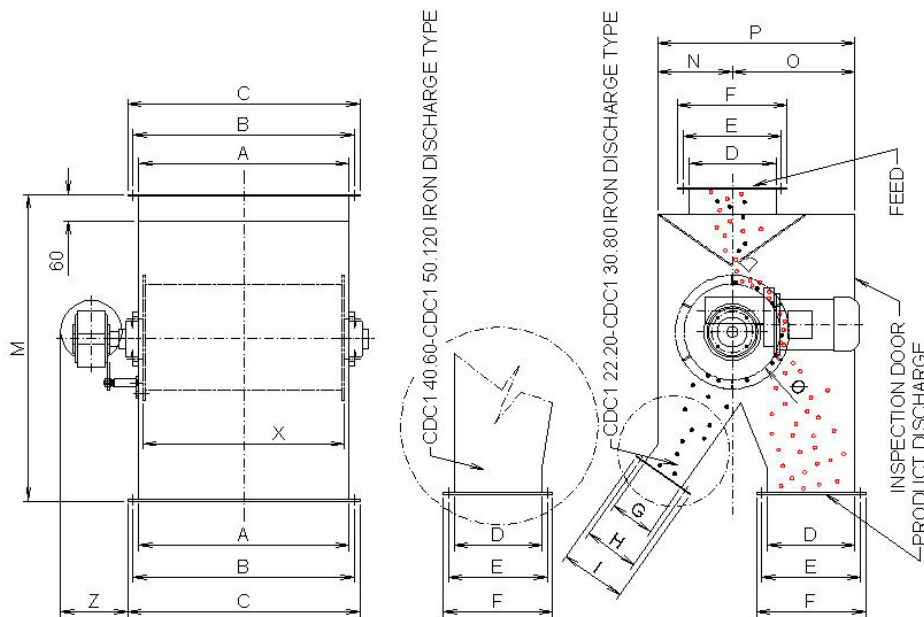 C
B
A
M
60
X
A
B
Z
C
CDC1 40.60-CDC1 50.120 IRON DISCHARGE TYPE
D
E
F
CDC1 22.20-CDC1 30.80 IRON DISCHARGE TYPE
P
N
O
F
E
D
FEED
Ø
INSPECTION DOOR
PRODUCT DISCHARGE
G
H
I
D
E
F